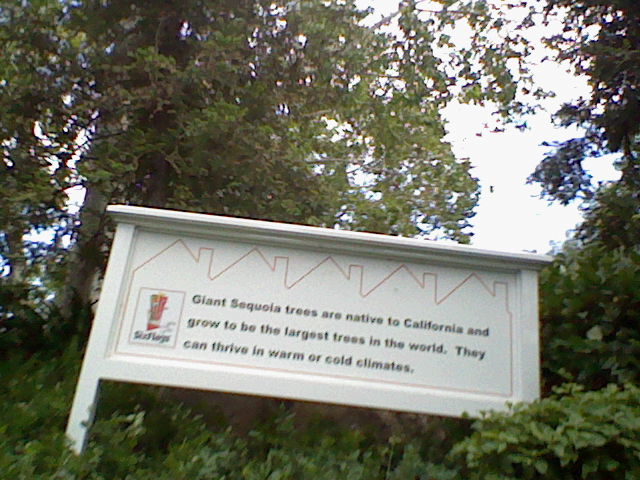 Giant Sequoia trees are native to California and
grow to be the largest trees in the world. They
can thrive in warm or cold climates.
SixFlags